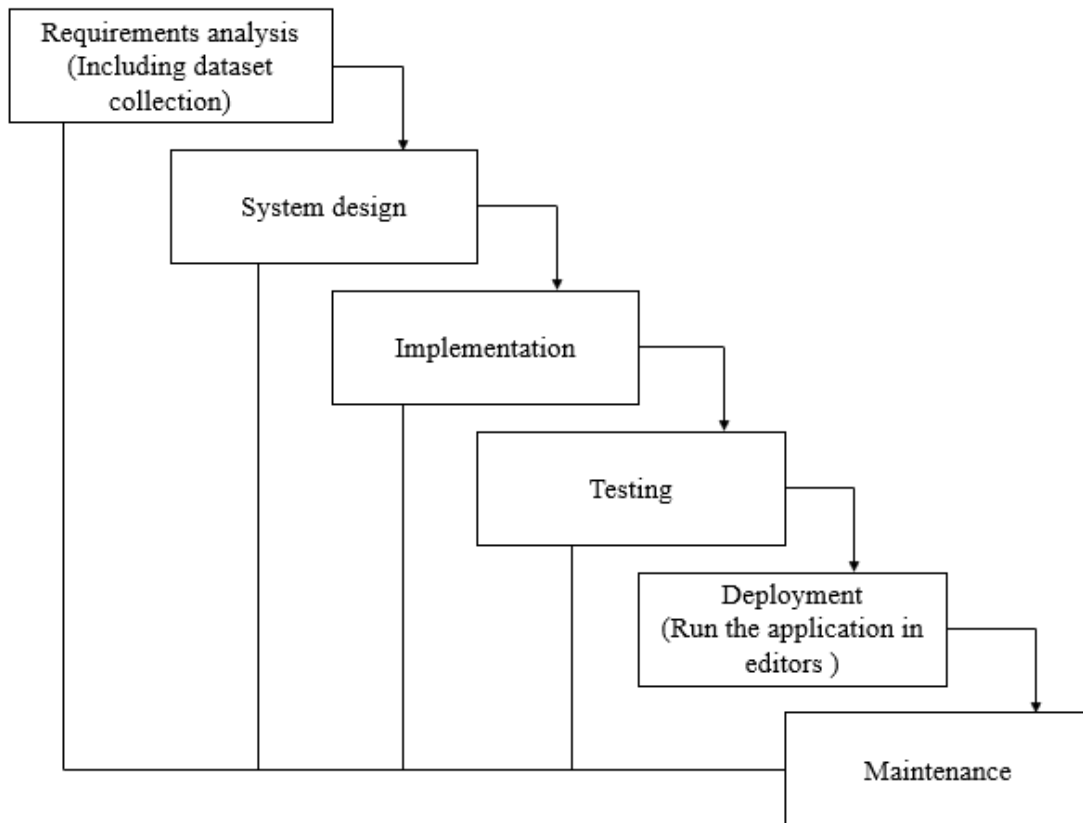 Requirements analysis
(Including dataset
collection)
System design
Implementation
Testing
Deployment
(Run the application in
editors )
Maintenance